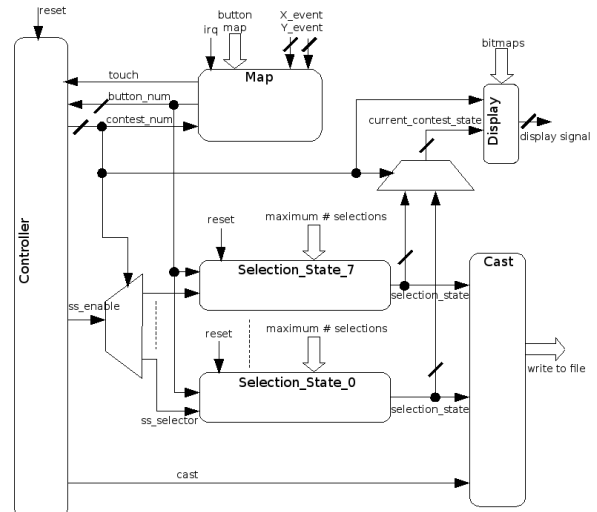 reset
button
map
X_event
Y_event
irq
bitmaps
touch
Map
button_num
contest_num
current_contest_state
Display
display signal
Controller
reset
maximum # selections
Selection_State_7
Cast
selection_state
ss_enable
reset
maximum # selections
Selection_State_0
write to file
selection_state
ss_selector
cast